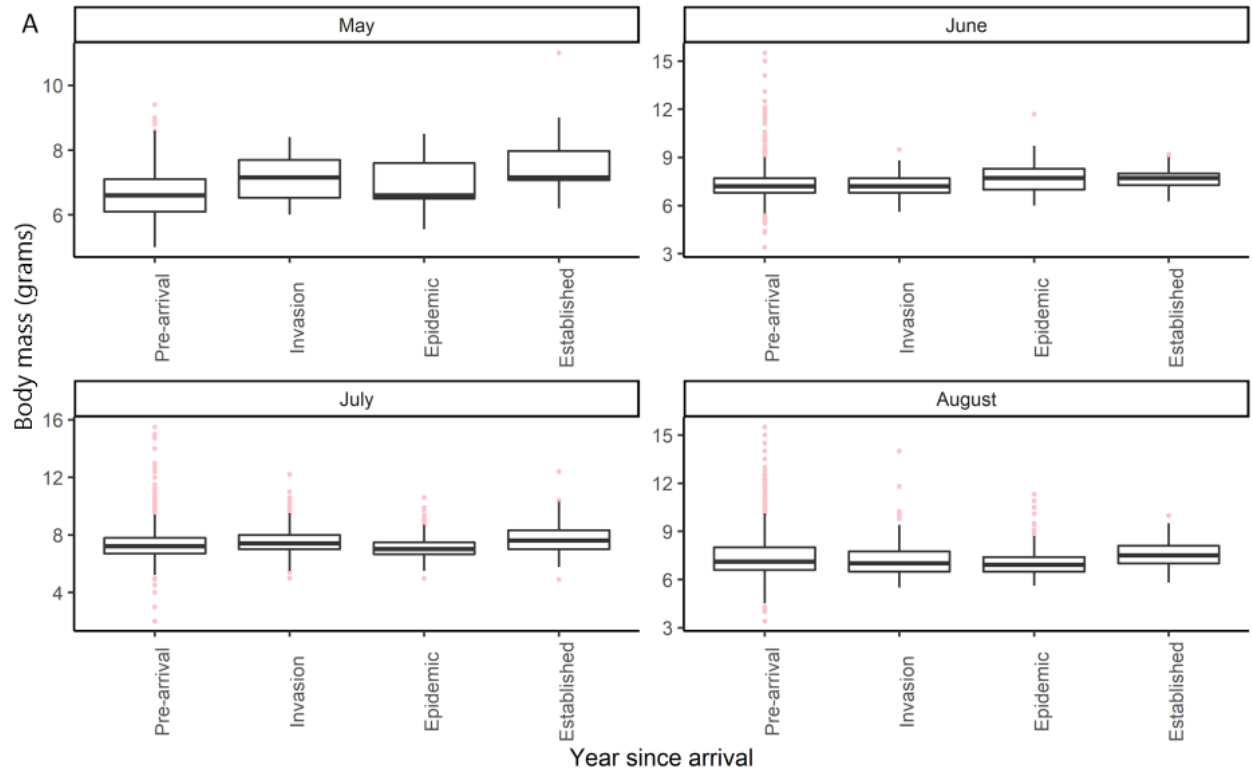 A
May
June
Body mass (grams)
10
8
6
15
12
9
6
3
Pre-arrival
Invasion
Epidemic
Established
Pre-arrival
Invasion
Epidemic
Established
July
August
16
12
8
4
15
12
9
6
3
Pre-arrival
Invasion
Epidemic
Established
Pre-arrival
Invasion
Epidemic
Established
Year since arrival